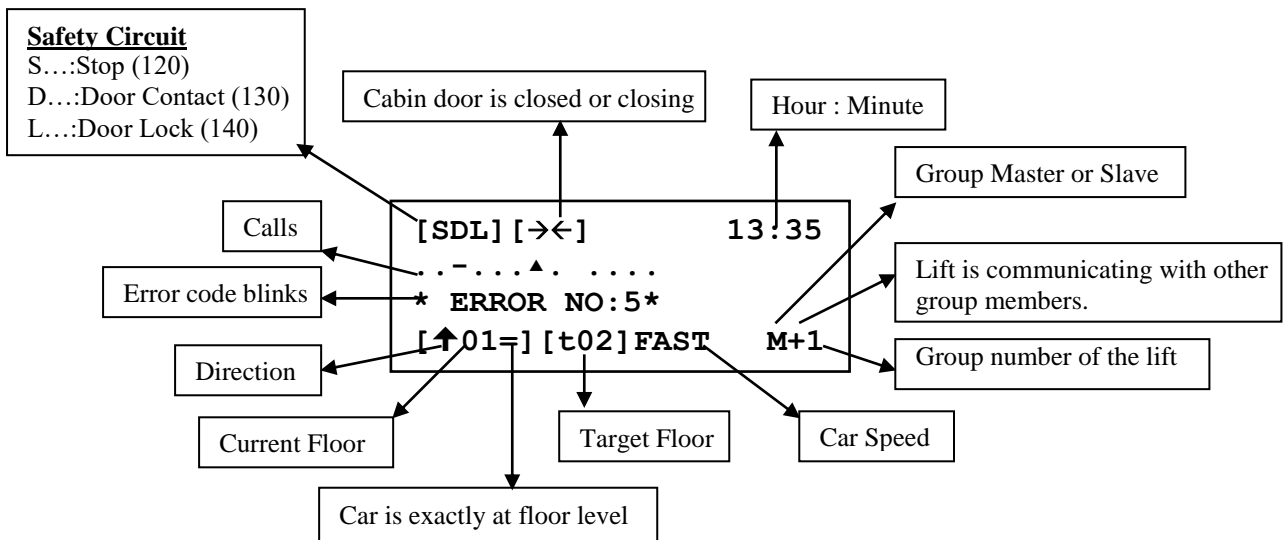 Safety Circuit
S…:Stop (120)
D…:Door Contact (130)
L…:Door Lock (140)
Cabin door is closed or closing
Hour : Minute
Group Master or Slave
Calls
[SDL][→←] 13:35
..-...▲. ....
Lift is communicating with other
group members.
Error code blinks
* ERROR NO:5*
[↑01=][t02]FAST M+1
Group number of the lift
Direction
Current Floor
Target Floor
Car Speed
Car is exactly at floor level